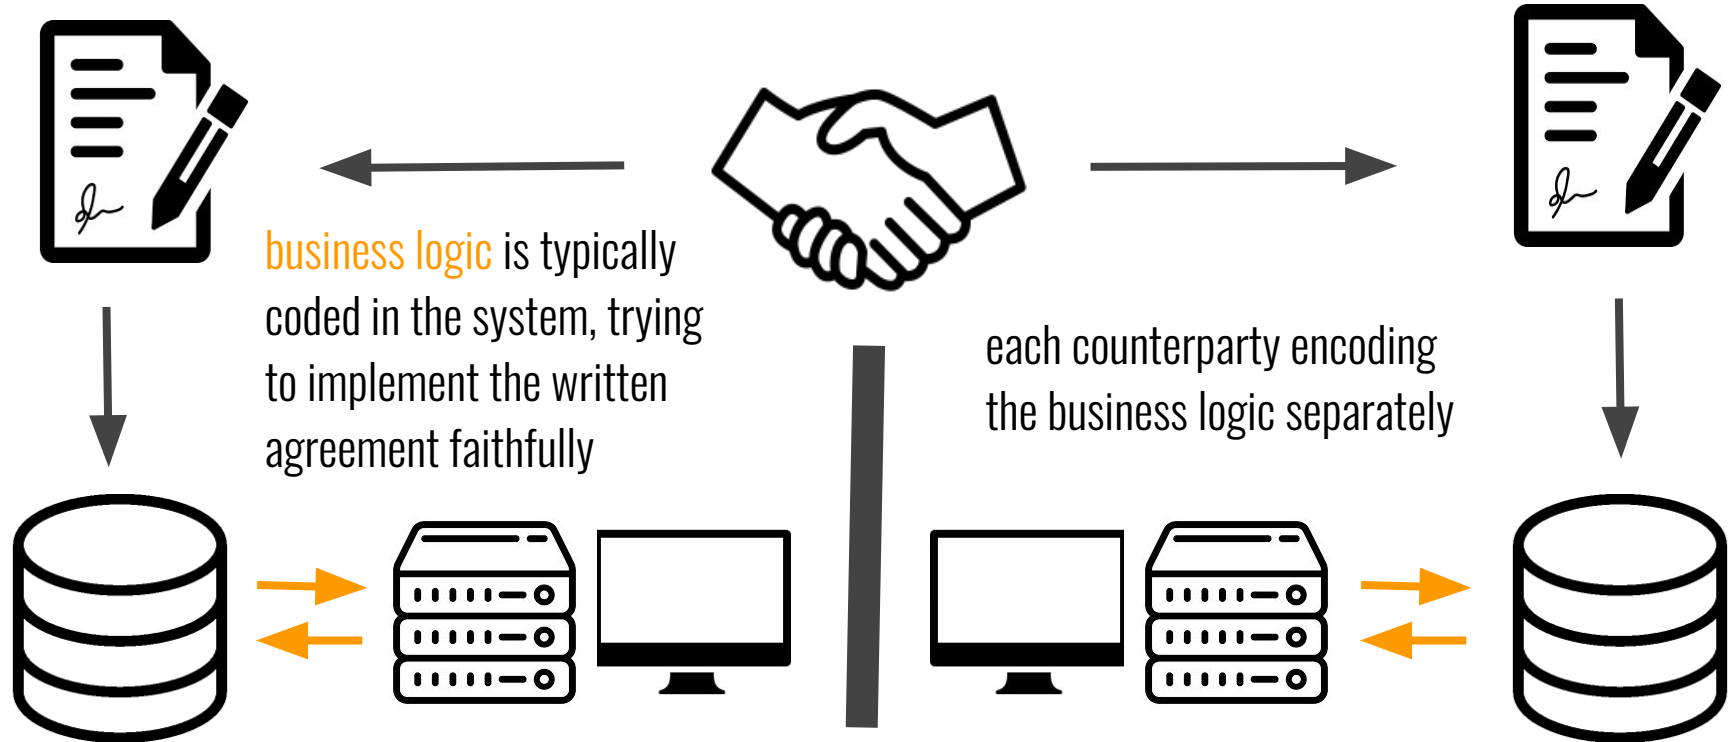 business logic is typically
coded in the system, trying
to implement the written
agreement faithfully
each counterparty encoding
the business logic separately